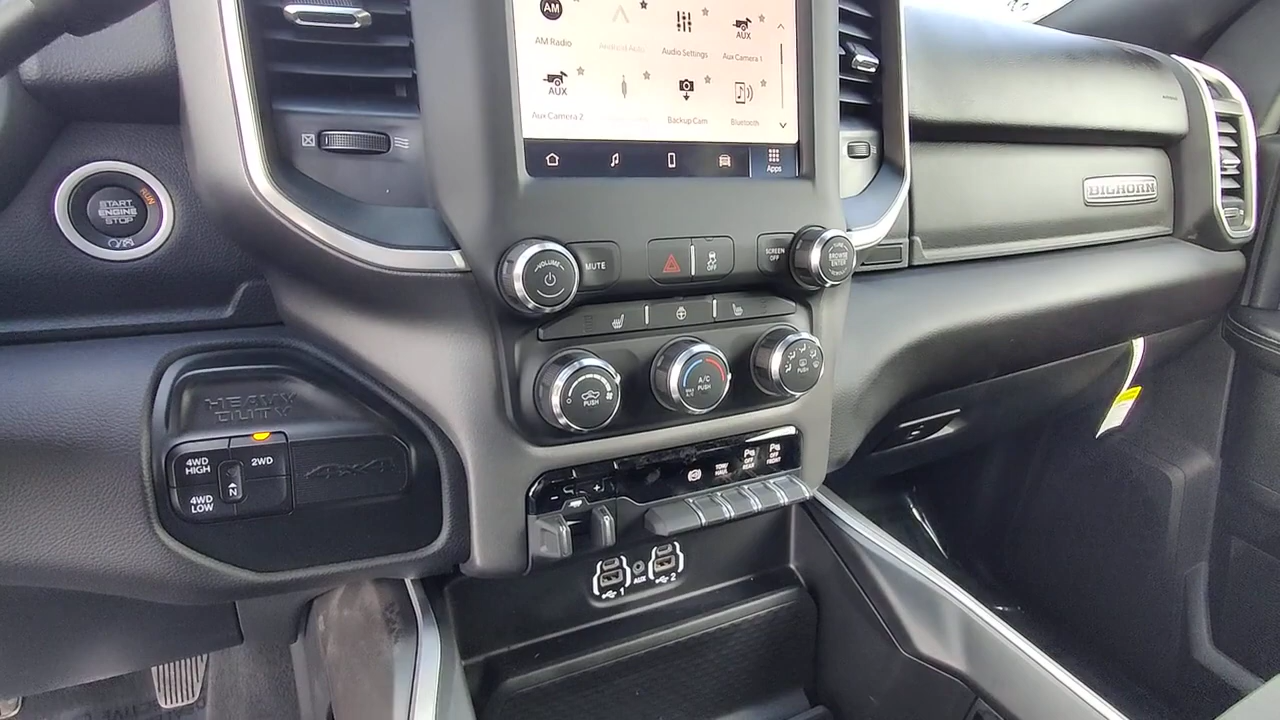 AM
AM Radio
Android Auto
Audio Settings
AUX
Aux Camera 1
AUX
Aux Camera 2
Backup Cam
Bluetooth
Apps
START
ENGINE
STOP
RUN
BIGHORN
VOLUME
MUTE
OFF
SCREEN
OFF
BROWSE
ENTER
PUSH
A/C
PUSH
PUSH
HEAVY
DUTY
4WD
HIGH
2WD
N
4WD
LOW
4X4
TOW/
HAUL
P
OFF
REAR
P
OFF
FRONT
- +
1
AUX
2